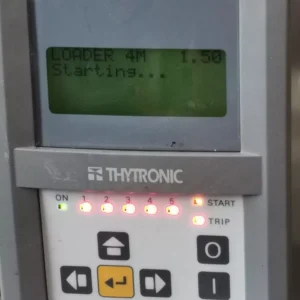 LOADER 4M 1.50
Starting...
THYTRONIC
ON 1 2 3 4 5 START
TRIP
O
I